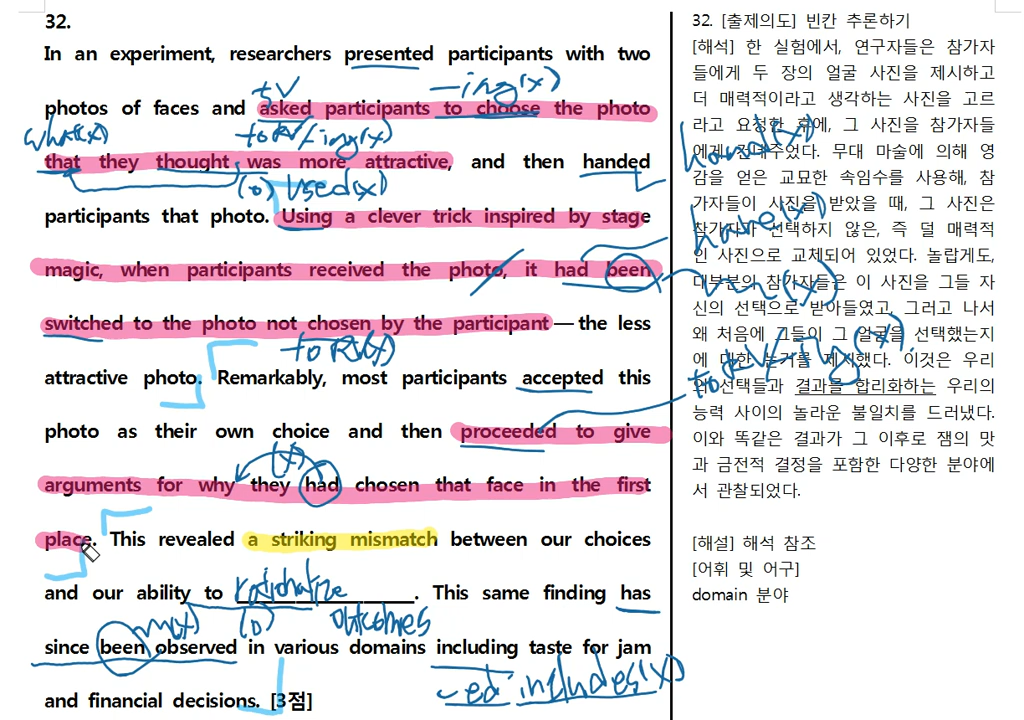 32.
In an experiment, researchers presented participants with two
tV
-ing(x)
photos of faces and asked participants to choose the photo
what(x)
toRV/ing(x)
that they thought was more attractive, and then handed
(o) used(x)
participants that photo. Using a clever trick inspired by stage
magic, when participants received the photo, it had been
switched to the photo not chosen by the participant—the less
toRV(x)
attractive photo. Remarkably, most participants accepted this
photo as their own choice and then proceeded to give
(x)
arguments for why they had chosen that face in the first
place. This revealed a striking mismatch between our choices
and our ability to rationalize . This same finding has
(o) outcomes
since been observed in various domains including taste for jam
and financial decisions. [3점]
-ed includes(x)
32. [출제의도] 빈칸 추론하기
[해석] 한 실험에서, 연구자들은 참가자
들에게 두 장의 얼굴 사진을 제시하고
더 매력적이라고 생각하는 사진을 고르
라고 요청한 후에, 그 사진을 참가자들
에게 건네주었다. 무대 마술에 의해 영
hand(x)
감을 얻은 교묘한 속임수를 사용해, 참
가자들이 사진을 받았을 때, 그 사진은
have(x)
참가자가 선택하지 않은, 즉 덜 매력적
인 사진으로 교체되어 있었다. 놀랍게도,
대부분의 참가자들은 이 사진을 그들 자
신의 선택으로 받아들였고, 그리고 나서
왜 처음에 그들이 그 얼굴을 선택했는지
에 대한 논거를 제시했다. 이것은 우리
toRV/ing(x)
의 선택들과 결과를 합리화하는 우리의
능력 사이의 놀라운 불일치를 드러냈다.
이와 똑같은 결과가 그 이후로 잼의 맛
과 금전적 결정을 포함한 다양한 분야에
서 관찰되었다.
[해설] 해석 참조
[어휘 및 어구]
domain 분야